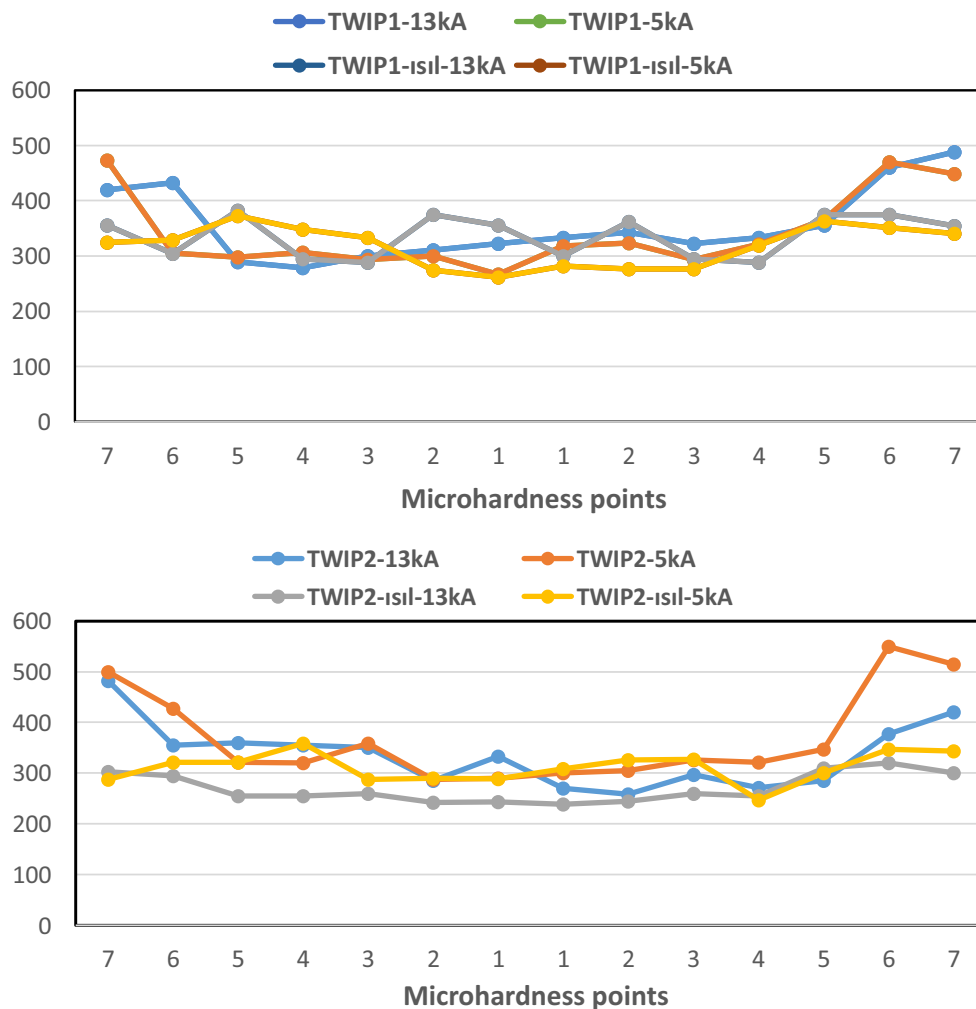 TWIP1-13kA TWIP1-5kA
TWIP1-ısıl-13kA TWIP1-ısıl-5kA
600
500
400
300
200
100
0
7 6 5 4 3 2 1 1 2 3 4 5 6 7
Microhardness points
TWIP2-13kA TWIP2-5kA
TWIP2-ısıl-13kA TWIP2-ısıl-5kA
600
500
400
300
200
100
0
7 6 5 4 3 2 1 1 2 3 4 5 6 7
Microhardness points